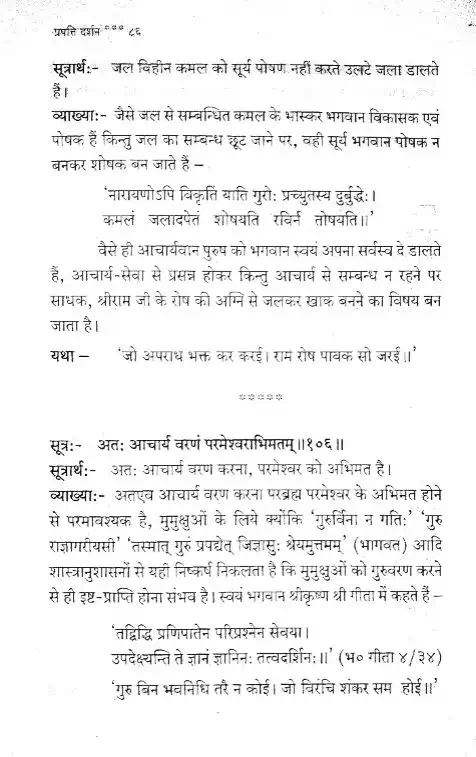 प्रपत्ति दर्शन *** ८६
सूत्रार्थ:- जल विहीन कमल को सूर्य पोषण नहीं करते उलटे जला डालते
हैं।
व्याख्या:- जैसे जल से सम्बन्धित कमल के भास्कर भगवान विकासक एवं
पोषक हैं किन्तु जल का सम्बन्ध छूट जाने पर, वही सूर्य भगवान पोषक न
बनकर शोषक बन जाते है –
'नारायणोऽपि विकृतिं याति गुरोः प्रच्युतस्य दुर्बुद्धेः।
कमलं जलादपेतं शोषयति रविर्न तोषयति॥'
वैसे ही आचार्यवान पुरुष को भगवान स्वयं अपना सर्वस्व दे डालते
हैं, आचार्य-सेवा से प्रसन्न होकर किन्तु आचार्य से सम्बन्ध न रहने पर
साधक, श्रीराम जी के रोष की अग्नि से जलकर खाक बनने का विषय बन
जाता है।
यथा – 'जो अपराध भक्त कर करई। राम रोष पावक सो जरई॥'
*****
सूत्र:- अतः आचार्य वरणं परमेश्वराभिमतम्॥१०६॥
सूत्रार्थ:- अतः आचार्य वरण करना, परमेश्वर को अभिमत है।
व्याख्या:- अतएव आचार्य वरण करना परब्रह्म परमेश्वर के अभिमत होने
से परमावश्यक है, मुमुक्षुओं के लिये क्योंकि 'गुरुर्विना न गतिः' 'गुरु
राज्ञागरीयसी' 'तस्मात् गुरुं प्रपद्येत् जिज्ञासुः श्रेयमुत्तमम्' (भागवत) आदि
शास्त्रानुशासनों से यही निष्कर्ष निकलता है कि मुमुक्षुओं को गुरुवरण करने
से ही इष्ट-प्राप्ति होना संभव है। स्वयं भगवान श्रीकृष्ण श्री गीता में कहते हैं –
'तद्विद्धि प्रणिपातेन परिप्रश्नेन सेवया।
उपदेक्ष्यन्ति ते ज्ञानं ज्ञानिनः तत्वदर्शिनः॥' (भ० गीता ४/३४)
'गुरु बिन भवनिधि तरै न कोई। जो विरंचि शंकर सम होई॥'